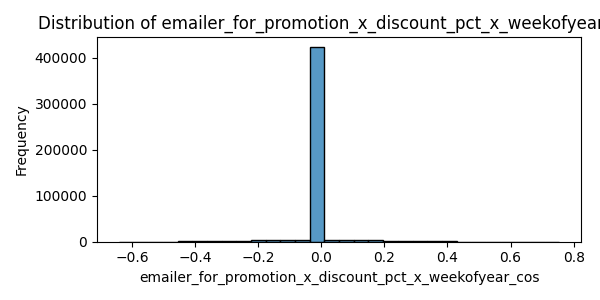 Distribution of emailer_for_promotion_x_discount_pct_x_weekofyear
400000
300000
200000
100000
0
Frequency
−0.6 −0.4 −0.2 0.0 0.2 0.4 0.6 0.8
emailer_for_promotion_x_discount_pct_x_weekofyear_cos